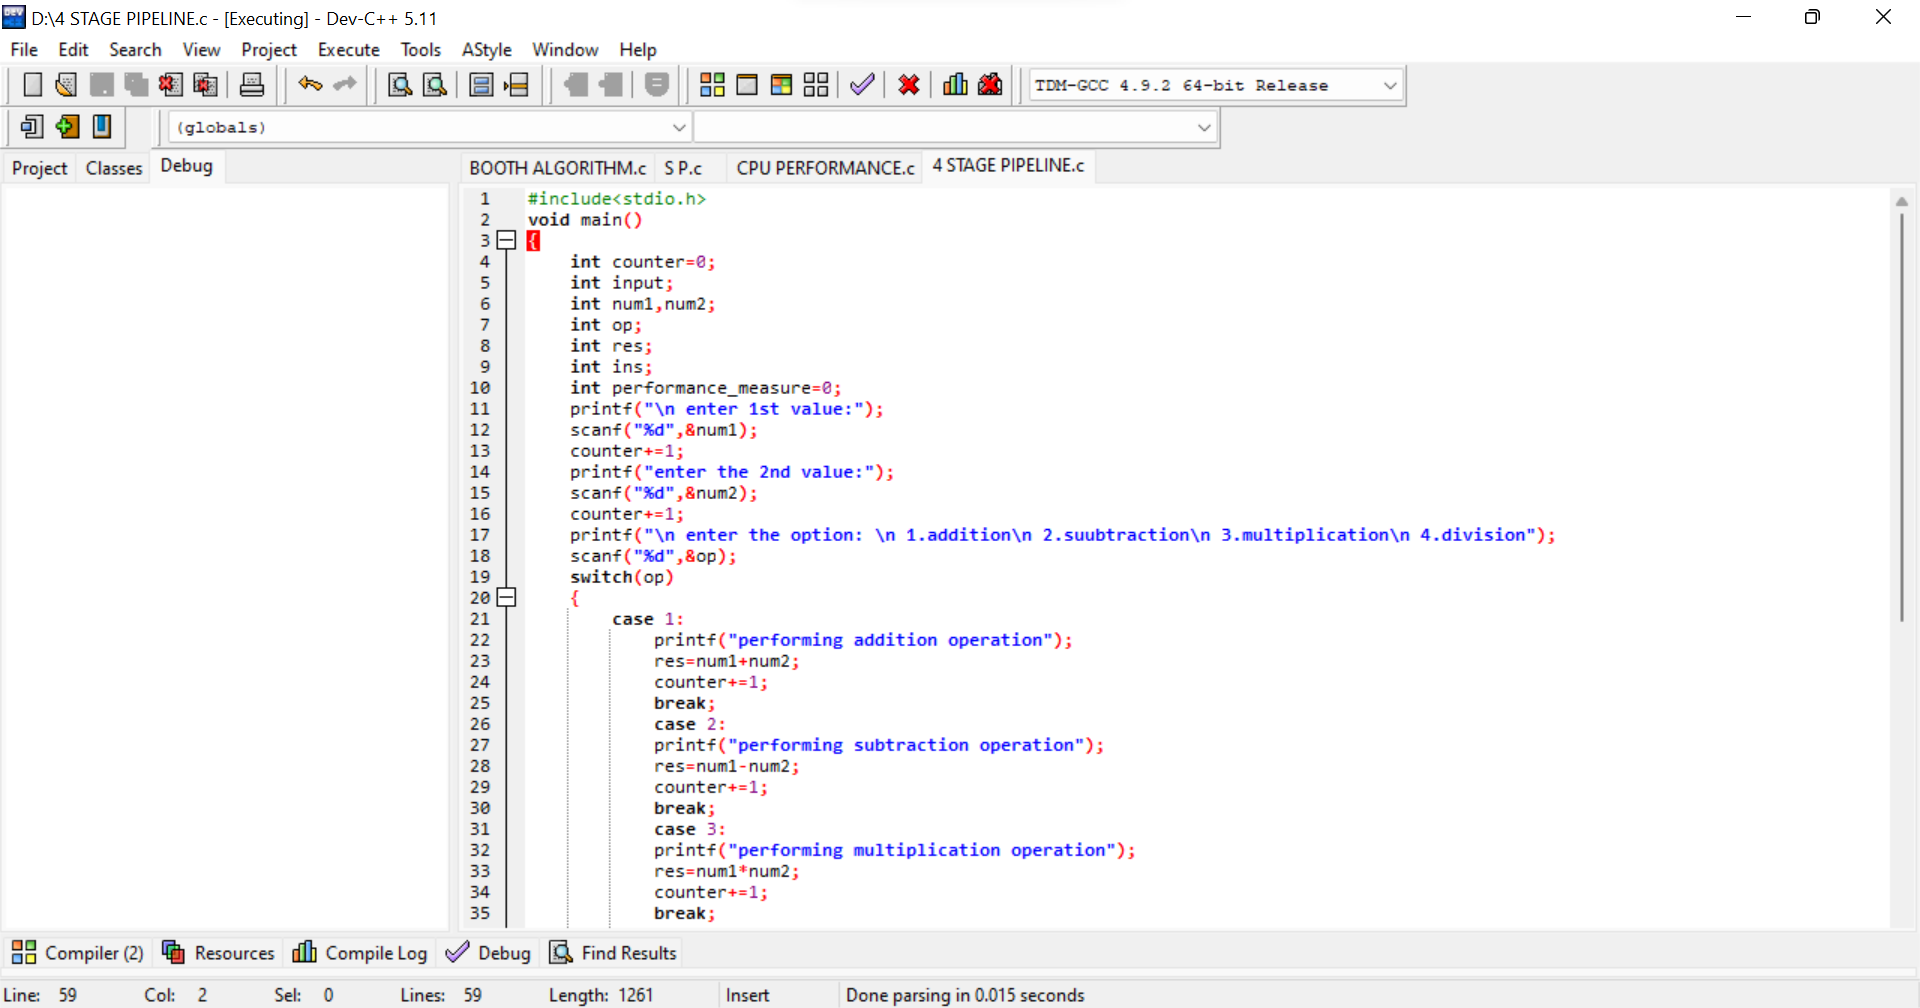 D:\4 STAGE PIPELINE.c - [Executing] - Dev-C++ 5.11
File Edit Search View Project Execute Tools AStyle Window Help
TDM-GCC 4.9.2 64-bit Release
(globals)
Project Classes Debug
BOOTH ALGORITHM.c S P.c CPU PERFORMANCE.c 4 STAGE PIPELINE.c
1 #include<stdio.h>
2 void main()
3 {
4 int counter=0;
5 int input;
6 int num1,num2;
7 int op;
8 int res;
9 int ins;
10 int performance_measure=0;
11 printf("\n enter 1st value:");
12 scanf("%d",&num1);
13 counter+=1;
14 printf("enter the 2nd value:");
15 scanf("%d",&num2);
16 counter+=1;
17 printf("\n enter the option: \n 1.addition\n 2.suubtraction\n 3.multiplication\n 4.division");
18 scanf("%d",&op);
19 switch(op)
20 {
21 case 1:
22 printf("performing addition operation");
23 res=num1+num2;
24 counter+=1;
25 break;
26 case 2:
27 printf("performing subtraction operation");
28 res=num1-num2;
29 counter+=1;
30 break;
31 case 3:
32 printf("performing multiplication operation");
33 res=num1*num2;
34 counter+=1;
35 break;
Compiler (2) Resources Compile Log Debug Find Results
Line: 59 Col: 2 Sel: 0 Lines: 59 Length: 1261 Insert Done parsing in 0.015 seconds